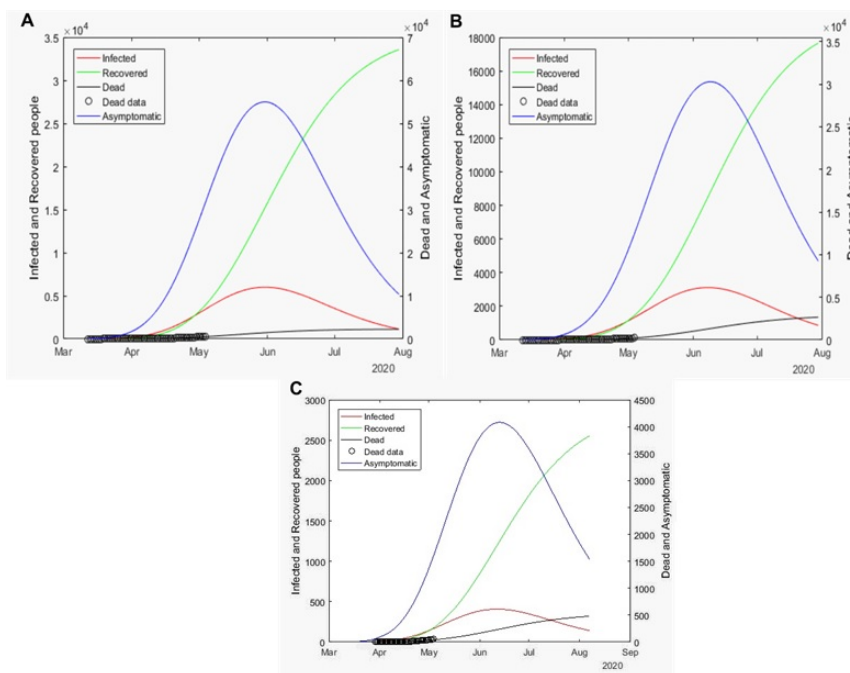 A
×10⁴
×10⁴
3.5
3
2.5
2
1.5
1
0.5
0
Infected and Recovered people
Infected
Recovered
Dead
Dead data
Asymptomatic
7
6
5
4
3
2
1
0
Dead and Asymptomatic
Mar Apr May Jun Jul Aug
2020
B
×10⁴
18000
16000
14000
12000
10000
8000
6000
4000
2000
0
Infected and Recovered people
Infected
Recovered
Dead
Dead data
Asymptomatic
3.5
3
2.5
2
1.5
1
0.5
0
Dead and Asymptomatic
Mar Apr May Jun Jul Aug
2020
C
3000
2500
2000
1500
1000
500
0
Infected and Recovered people
Infected
Recovered
Dead
Dead data
Asymptomatic
4500
4000
3500
3000
2500
2000
1500
1000
500
0
Dead and Asymptomatic
Mar Apr May Jun Jul Aug Sep
2020